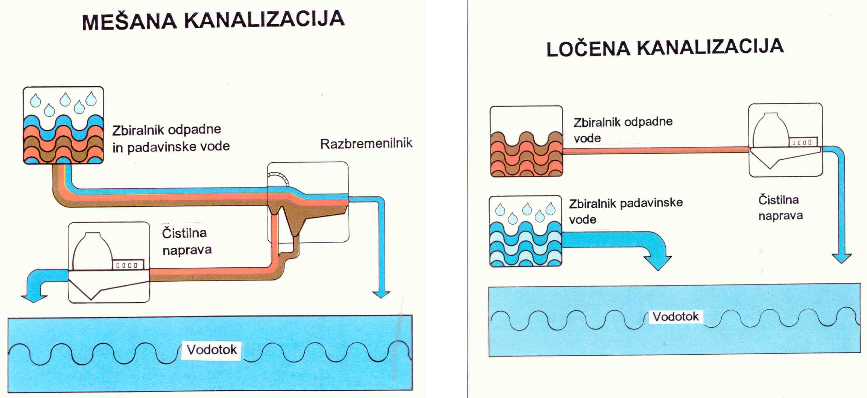 MEŠANA KANALIZACIJA
Zbiralnik odpadne
in padavinske vode
Razbremenilnik
Čistilna
naprava
Vodotok
LOČENA KANALIZACIJA
Zbiralnik odpadne
vode
Zbiralnik padavinske
vode
Čistilna
naprava
Vodotok